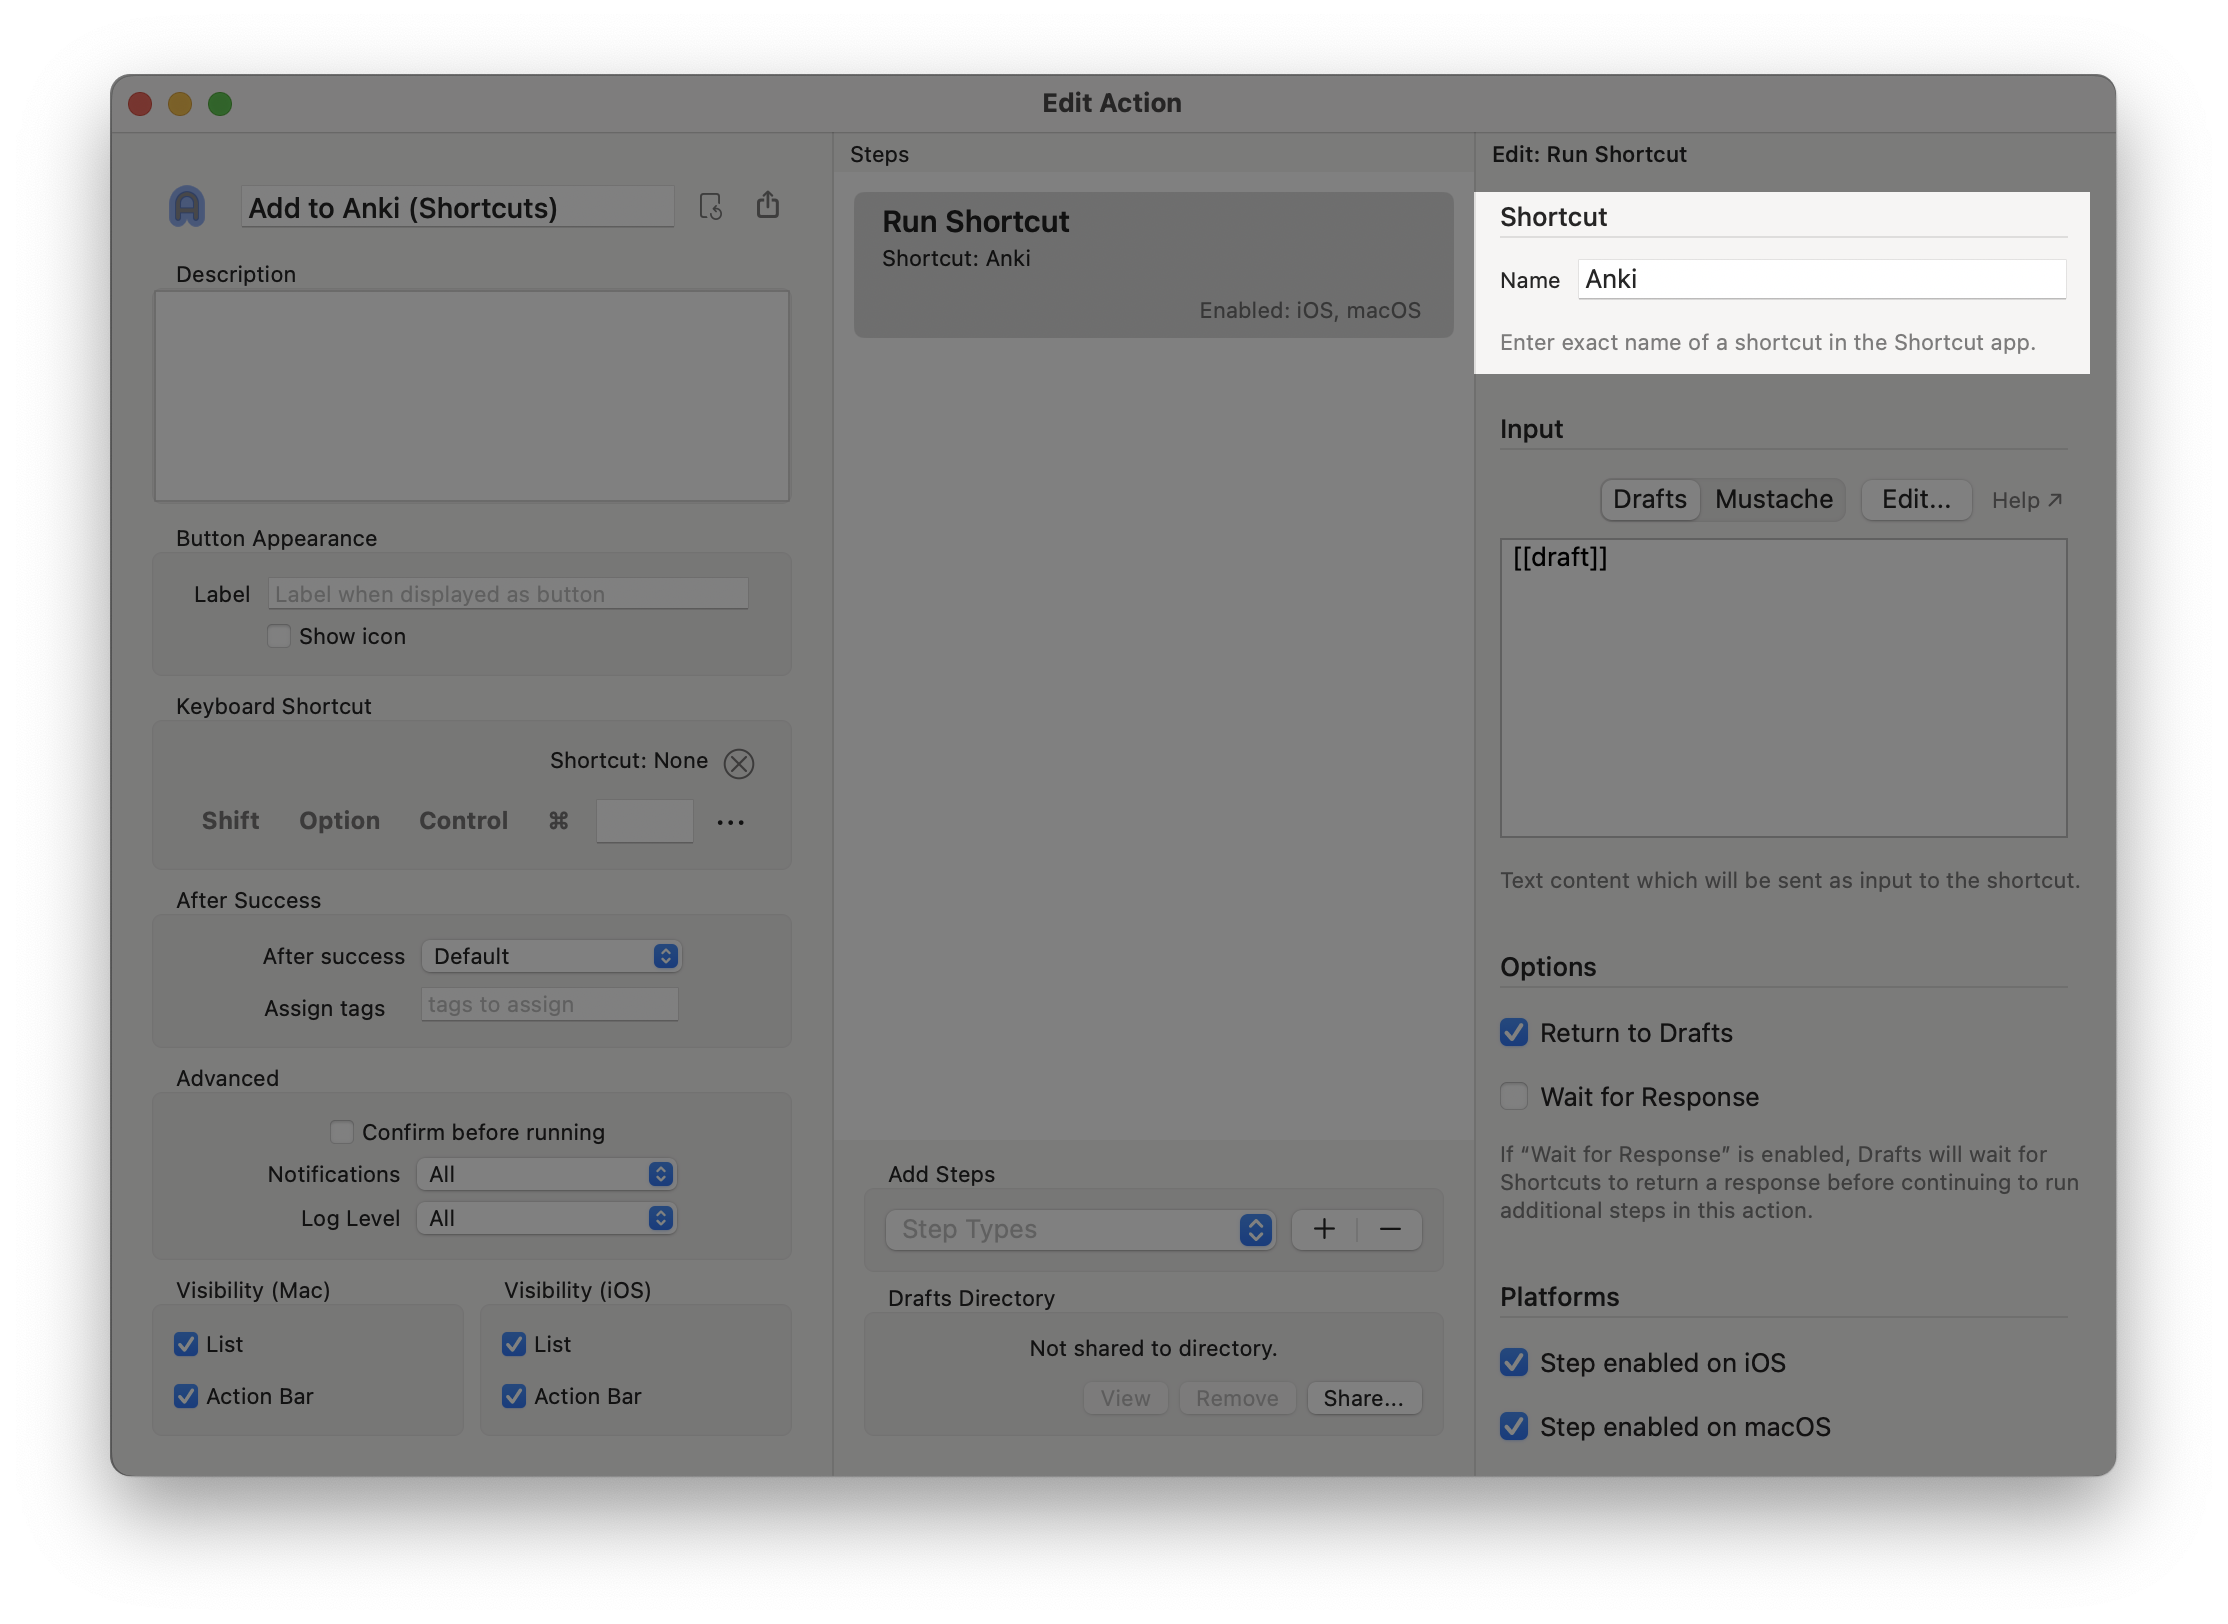 Edit Action
Add to Anki (Shortcuts)
Description
Button Appearance
Label Label when displayed as button
Show icon
Keyboard Shortcut
Shortcut: None
Shift Option Control ⌘ ...
After Success
After success Default
Assign tags tags to assign
Advanced
Confirm before running
Notifications All
Log Level All
Visibility (Mac)
List
Action Bar
Visibility (iOS)
List
Action Bar
Steps
Run Shortcut
Shortcut: Anki
Enabled: iOS, macOS
Add Steps
Step Types + −
Drafts Directory
Not shared to directory.
View Remove Share...
Edit: Run Shortcut
Shortcut
Name Anki
Enter exact name of a shortcut in the Shortcut app.
Input
Drafts Mustache Edit... Help ↗
[[draft]]
Text content which will be sent as input to the shortcut.
Options
Return to Drafts
Wait for Response
If “Wait for Response” is enabled, Drafts will wait for
Shortcuts to return a response before continuing to run
additional steps in this action.
Platforms
Step enabled on iOS
Step enabled on macOS